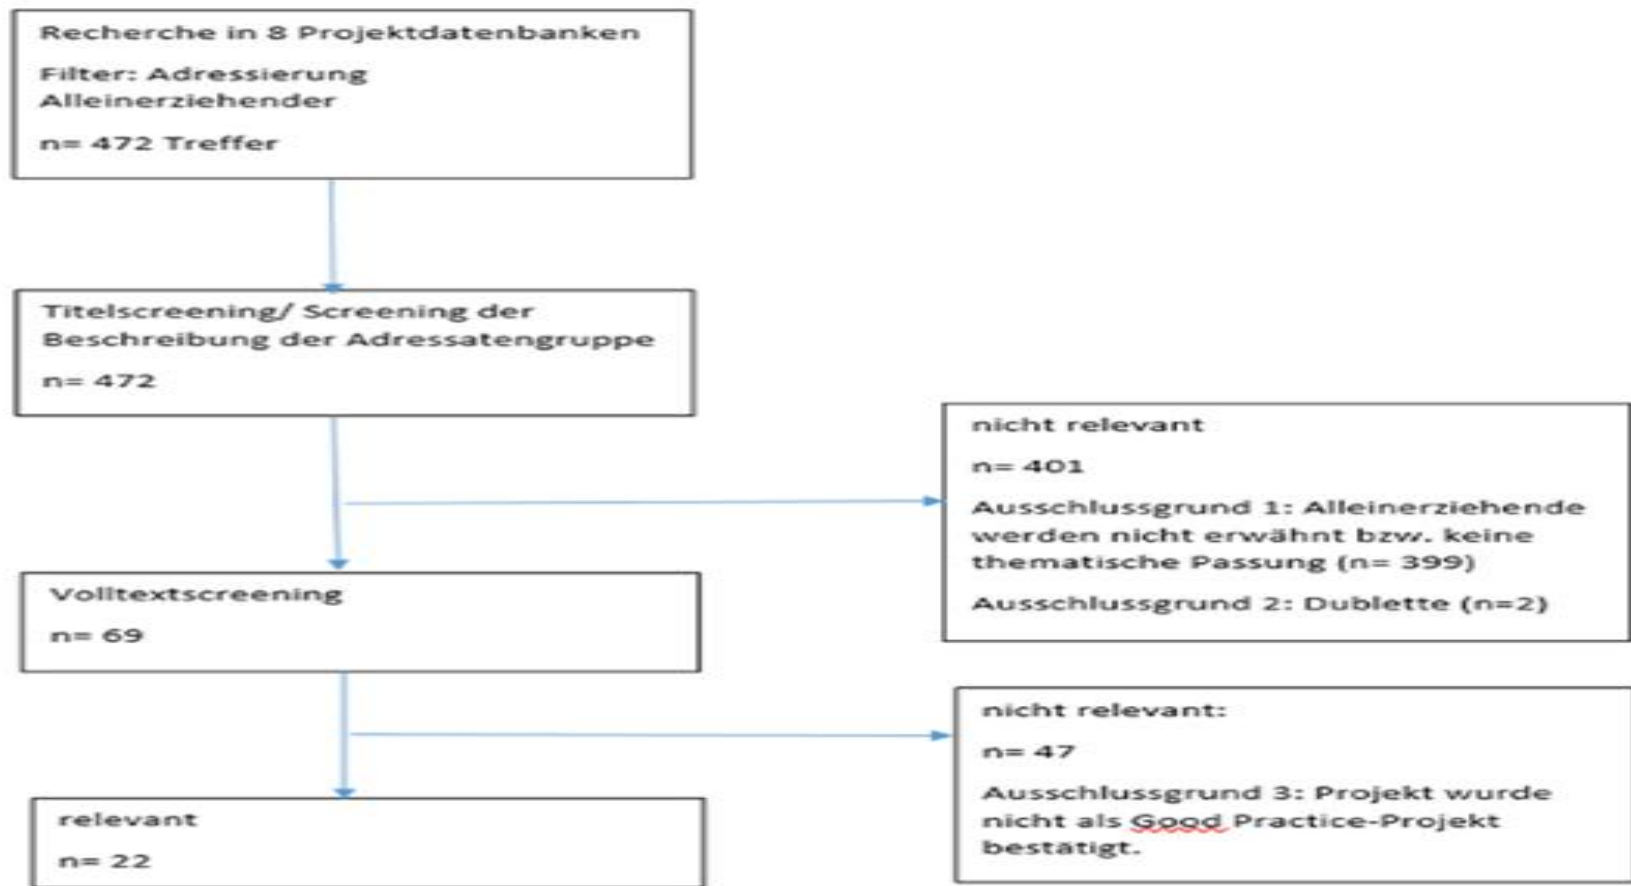 Recherche in 8 Projektdatenbanken
Filter: Adressierung
Alleinerziehender
n= 472 Treffer
Titelscreening/ Screening der
Beschreibung der Adressatengruppe
n= 472
nicht relevant
n= 401
Ausschlussgrund 1: Alleinerziehende
werden nicht erwähnt bzw. keine
thematische Passung (n= 399)
Ausschlussgrund 2: Dublette (n=2)
Volltextscreening
n= 69
nicht relevant:
n= 47
Ausschlussgrund 3: Projekt wurde
nicht als Good Practice-Projekt
bestätigt.
relevant
n= 22